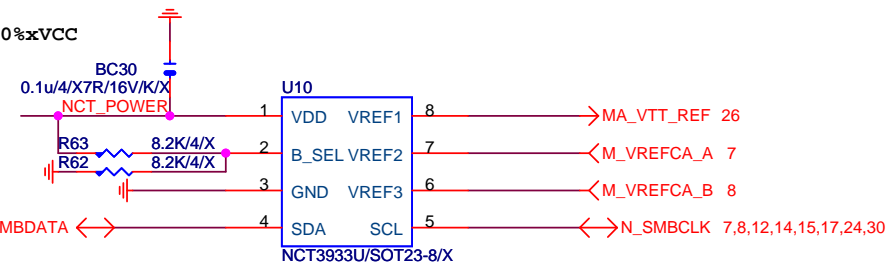 0%xVCC
BC30
0.1u/4/X7R/16V/K/X
U10
NCT_POWER
1 VDD VREF1 8 MA_VTT_REF 26
R63 8.2K/4/X
2 B_SEL VREF2 7 M_VREFCA_A 7
R62 8.2K/4/X
3 GND VREF3 6 M_VREFCA_B 8
MBDATA 4 SDA SCL 5 N_SMBCLK 7,8,12,14,15,17,24,30
NCT3933U/SOT23-8/X